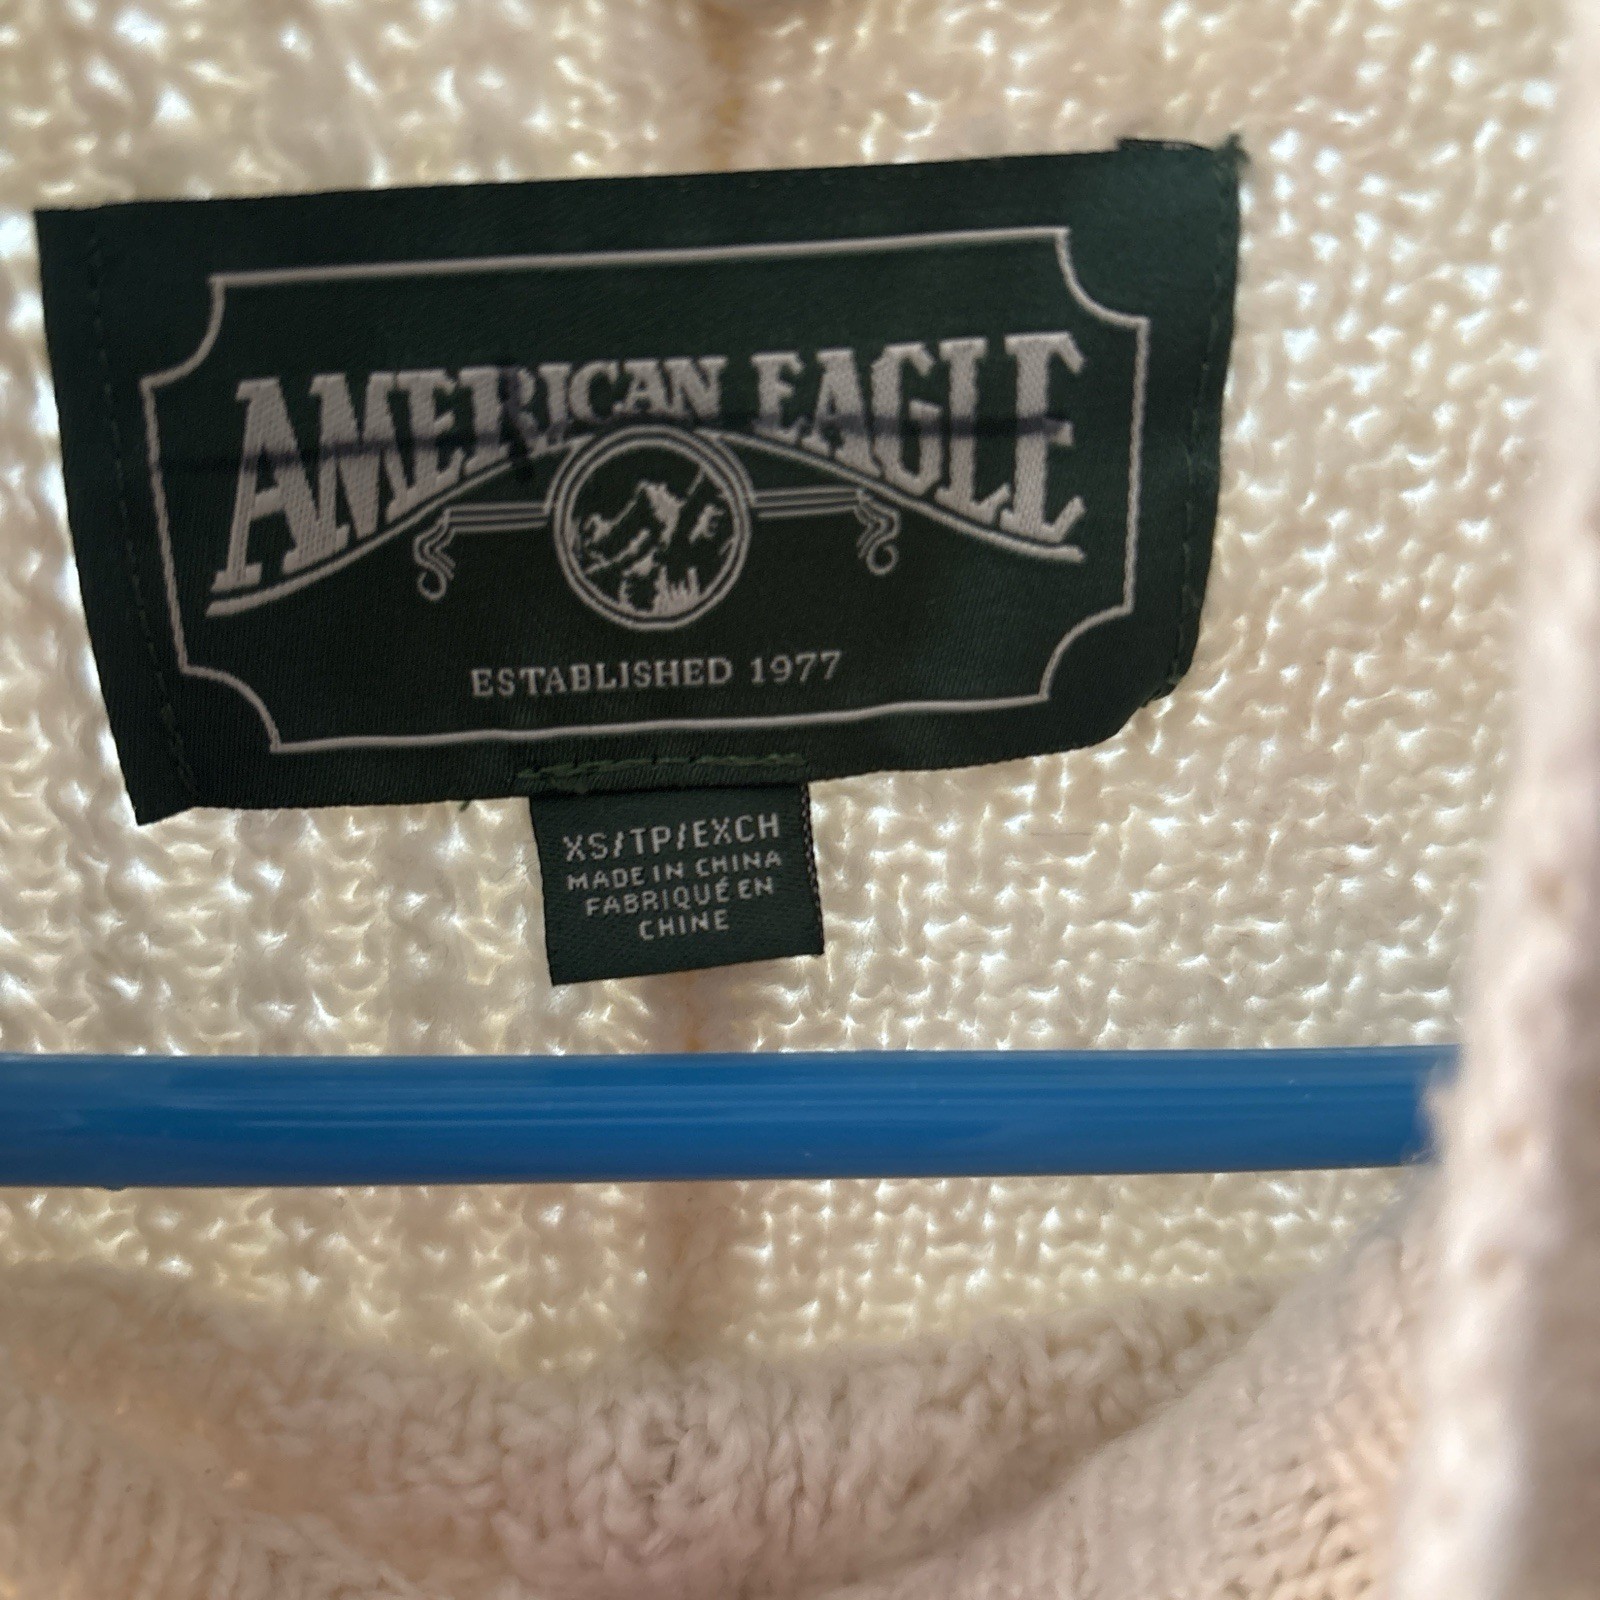 AMERICAN EAGLE
ESTABLISHED 1977
XS/TP/EXCH
MADE IN CHINA
FABRIQUÉ EN
CHINE